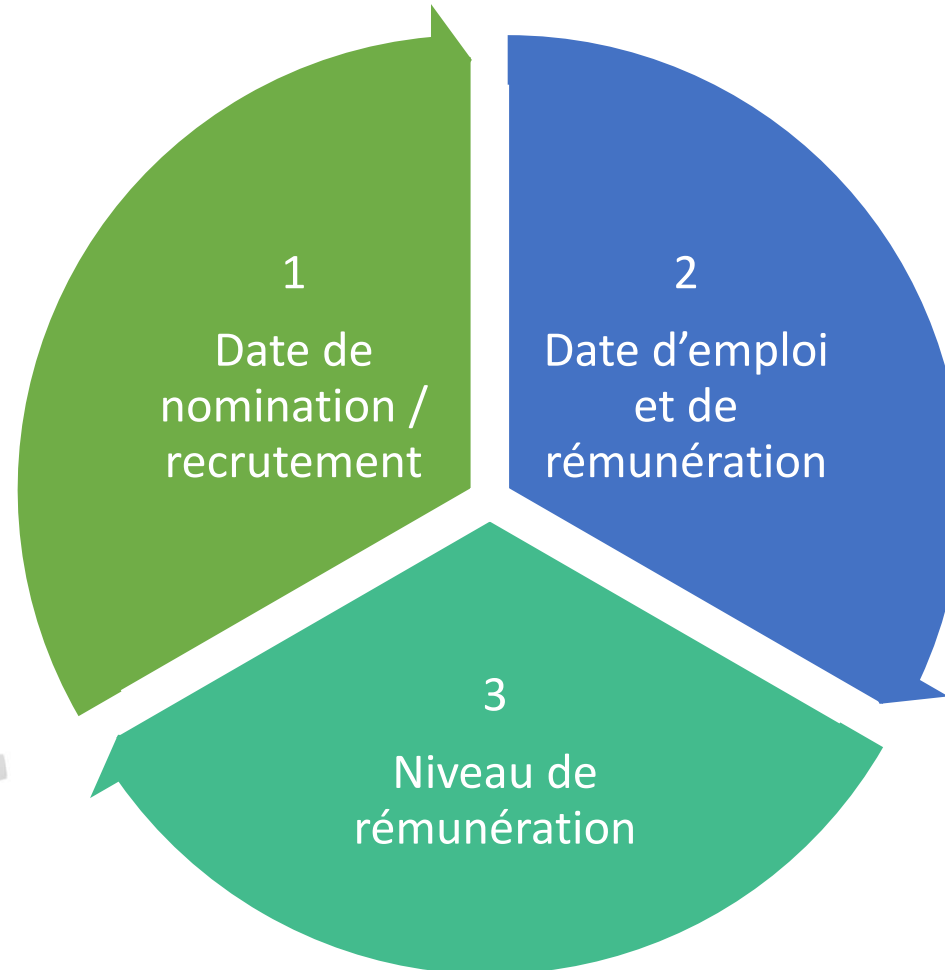 1
Date de
nomination /
recrutement
2
Date d’emploi
et de
rémunération
3
Niveau de
rémunération